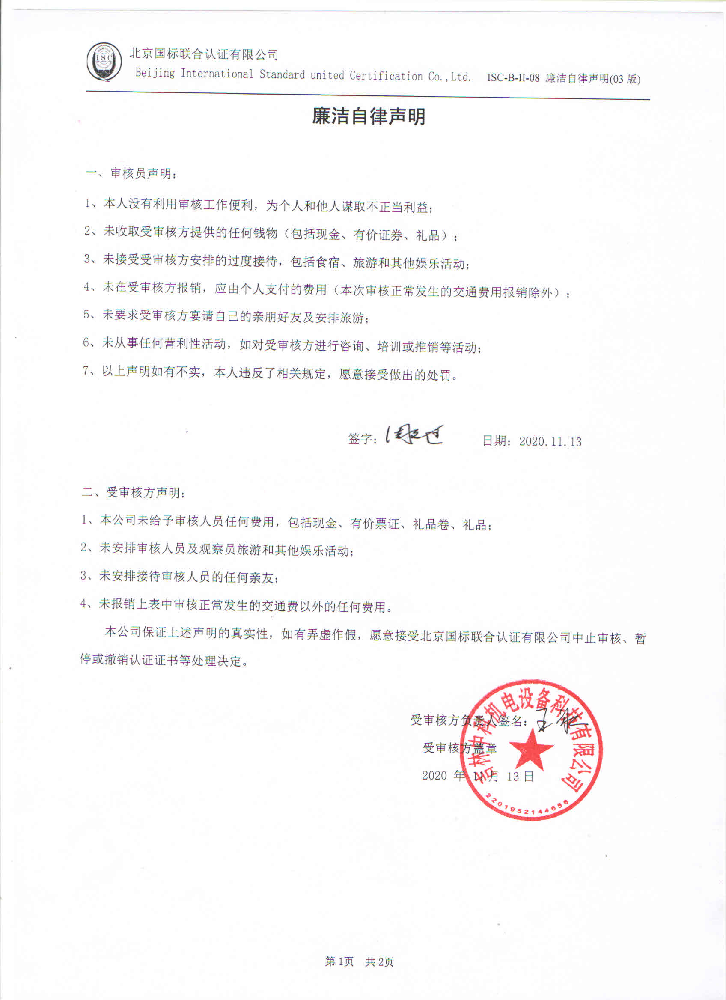 ISC
北京国标联合认证有限公司
Beijing International Standard united Certification Co.,Ltd. ISC-B-II-08 廉洁自律声明(03 版)
廉洁自律声明
一、审核员声明：
1、本人没有利用审核工作便利，为个人和他人谋取不正当利益；
2、未收取受审核方提供的任何钱物（包括现金、有价证券、礼品）；
3、未接受受审核方安排的过度接待，包括食宿、旅游和其他娱乐活动；
4、未在受审核方报销，应由个人支付的费用（本次审核正常发生的交通费用报销除外）；
5、未要求受审核方宴请自己的亲朋好友及安排旅游；
6、未从事任何营利性活动，如对受审核方进行咨询、培训或推销等活动；
7、以上声明如有不实，本人违反了相关规定，愿意接受做出的处罚。
签字： 日期：2020.11.13
二、受审核方声明：
1、本公司未给予审核人员任何费用，包括现金、有价票证、礼品卷、礼品；
2、未安排审核人员及观察员旅游和其他娱乐活动；
3、未安排接待审核人员的任何亲友；
4、未报销上表中审核正常发生的交通费以外的任何费用。
本公司保证上述声明的真实性，如有弄虚作假，愿意接受北京国标联合认证有限公司中止审核、暂
停或撤销认证证书等处理决定。
受审核方负责人签名：
受审核方盖章
2020 年 11月 13日
吉林中科机电设备科技有限公司
2201952144656
第1页 共2页